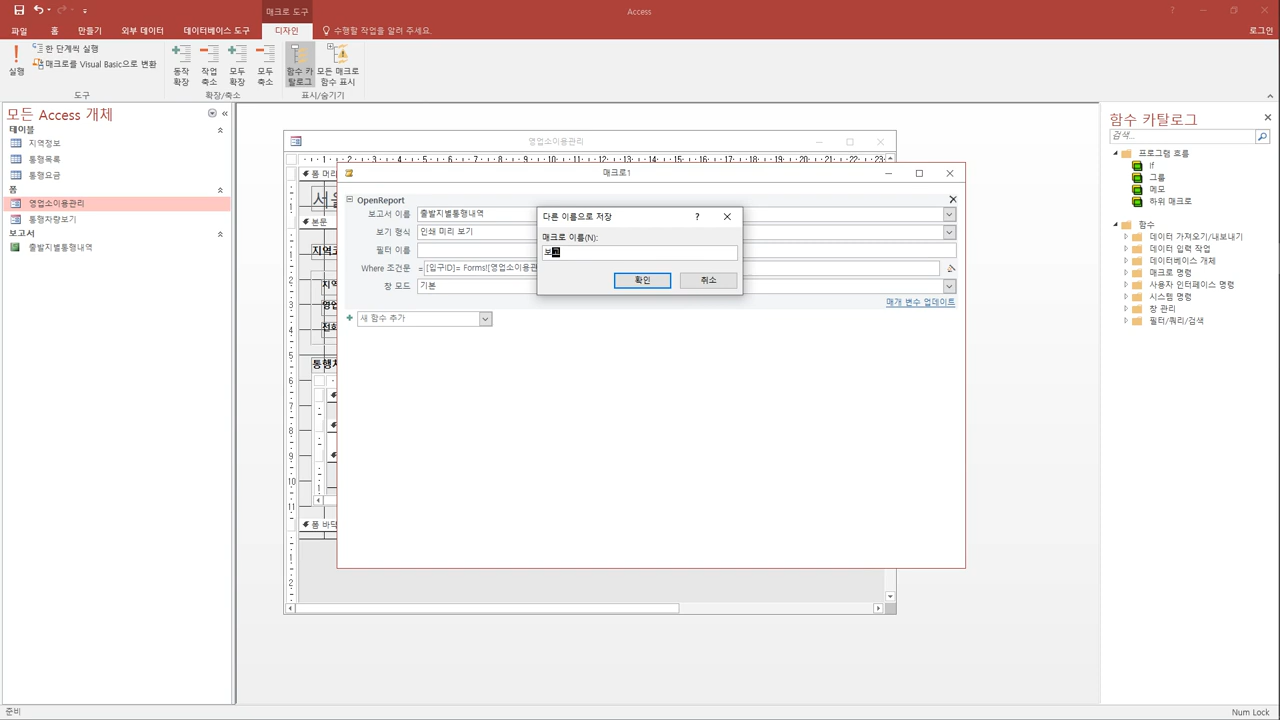 매크로 도구
Access
로그인
파일
홈
만들기
외부 데이터
데이터베이스 도구
디자인
수행할 작업을 알려 주세요.
실행
한 단계씩 실행
매크로를 Visual Basic으로 변환
동작 확장
작업 축소
모두 확장
모두 축소
함수 카탈로그
모든 매크로 함수 표시
도구
확장/축소
표시/숨기기
모든 Access 개체
테이블
지역정보
통행목록
통행요금
폼
영업소이용관리
통행차량보기
보고서
출발지별통행내역
영업소이용관리
폼 머리
본문
폼 바닥
매크로1
OpenReport
보고서 이름
출발지별통행내역
보기 형식
인쇄 미리 보기
필터 이름
Where 조건문
= [입구ID]= Forms![영업소이용관
창 모드
기본
매개 변수 업데이트
새 함수 추가
다른 이름으로 저장
?
매크로 이름(N):
보고
확인
취소
함수 카탈로그
검색...
프로그램 흐름
If
그룹
메모
하위 매크로
함수
데이터 가져오기/내보내기
데이터 입력 작업
데이터베이스 개체
매크로 명령
사용자 인터페이스 명령
시스템 명령
창 관리
필터/쿼리/검색
준비
Num Lock